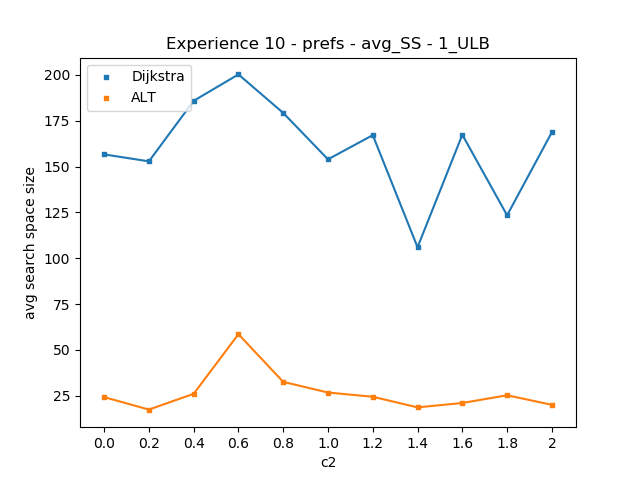 Experience 10 - prefs - avg_SS - 1_ULB
Dijkstra
ALT
avg search space size
200
175
150
125
100
75
50
25
0.0 0.2 0.4 0.6 0.8 1.0 1.2 1.4 1.6 1.8 2
c2